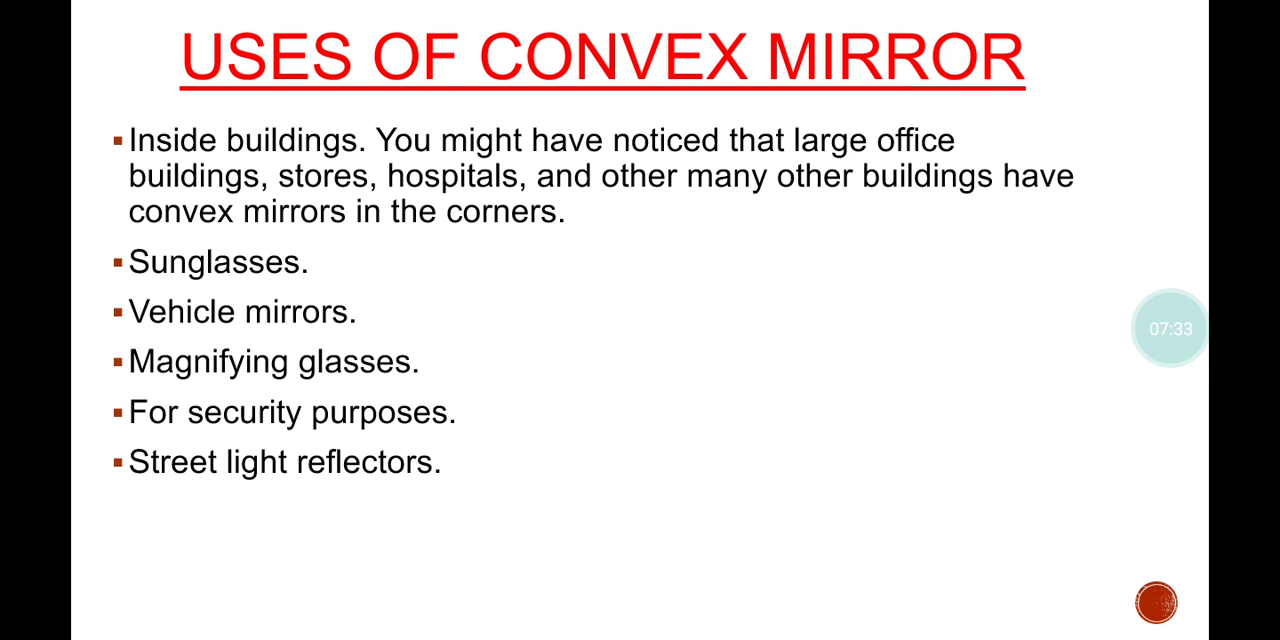 USES OF CONVEX MIRROR
▪Inside buildings. You might have noticed that large office
buildings, stores, hospitals, and other many other buildings have
convex mirrors in the corners.
▪Sunglasses.
▪Vehicle mirrors.
▪Magnifying glasses.
▪For security purposes.
▪Street light reflectors.
07:33